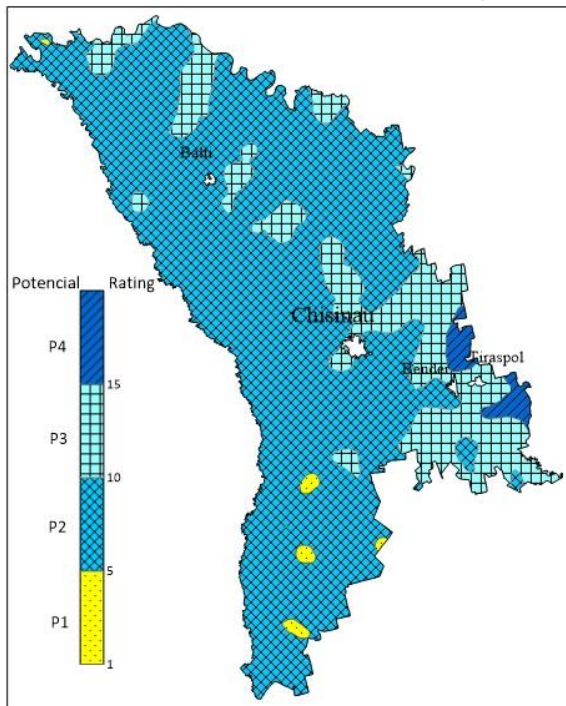 Balti
Potencial Rating
Chisinau
P4
Tiraspol
Bender
15
P3
10
P2
5
P1
1